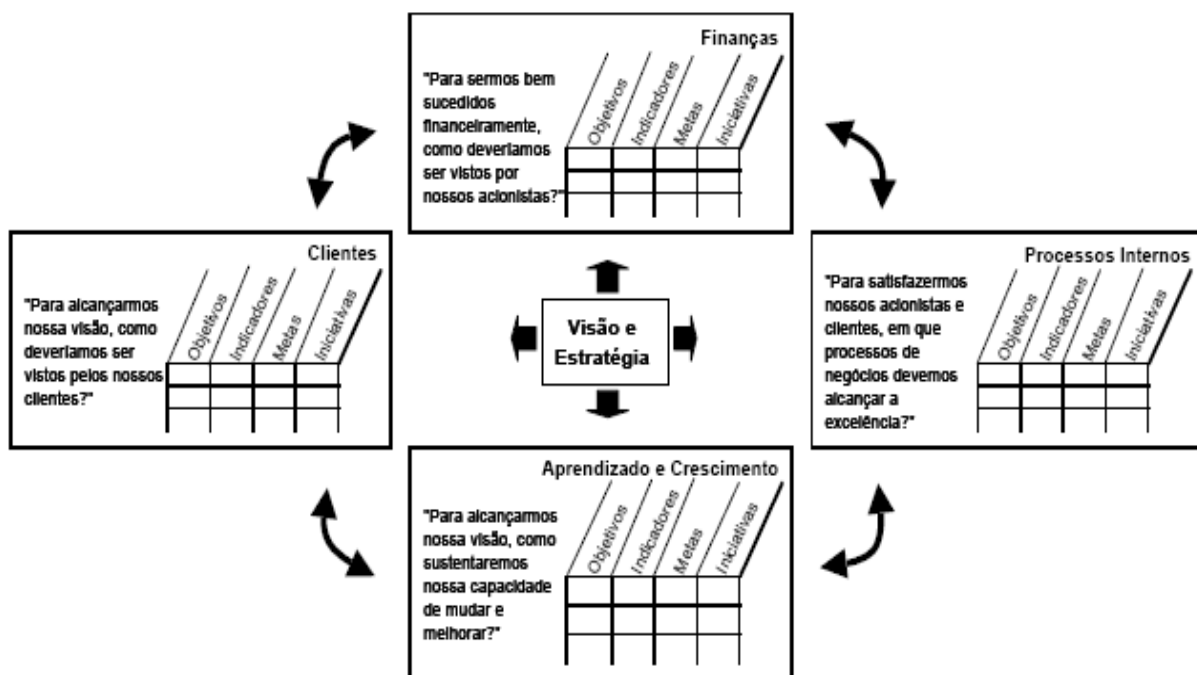 Finanças
"Para sermos bem
sucedidos
financeiramente,
como deveríamos
ser vistos por
nossos acionistas?"
Objetivos
Indicadores
Metas
Iniciativas
Clientes
"Para alcançarmos
nossa visão, como
deveríamos ser
vistos pelos nossos
clientes?"
Objetivos
Indicadores
Metas
Iniciativas
Visão e
Estratégia
Processos Internos
"Para satisfazermos
nossos acionistas e
clientes, em que
processos de
negócios devemos
alcançar a
excelência?"
Objetivos
Indicadores
Metas
Iniciativas
Aprendizado e Crescimento
"Para alcançarmos
nossa visão, como
sustentaremos
nossa capacidade
de mudar e
melhorar?"
Objetivos
Indicadores
Metas
Iniciativas